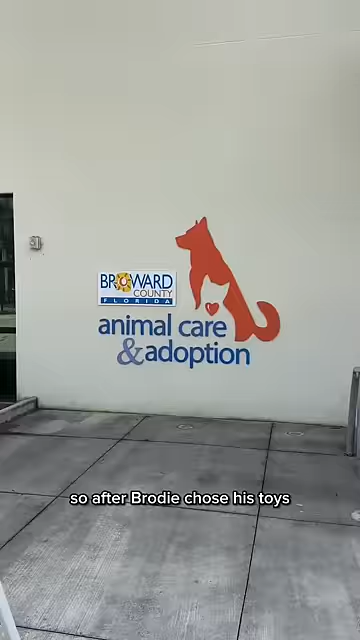 BROWARD
COUNTY
FLORIDA
animal care
&adoption
so after Brodie chose his toys